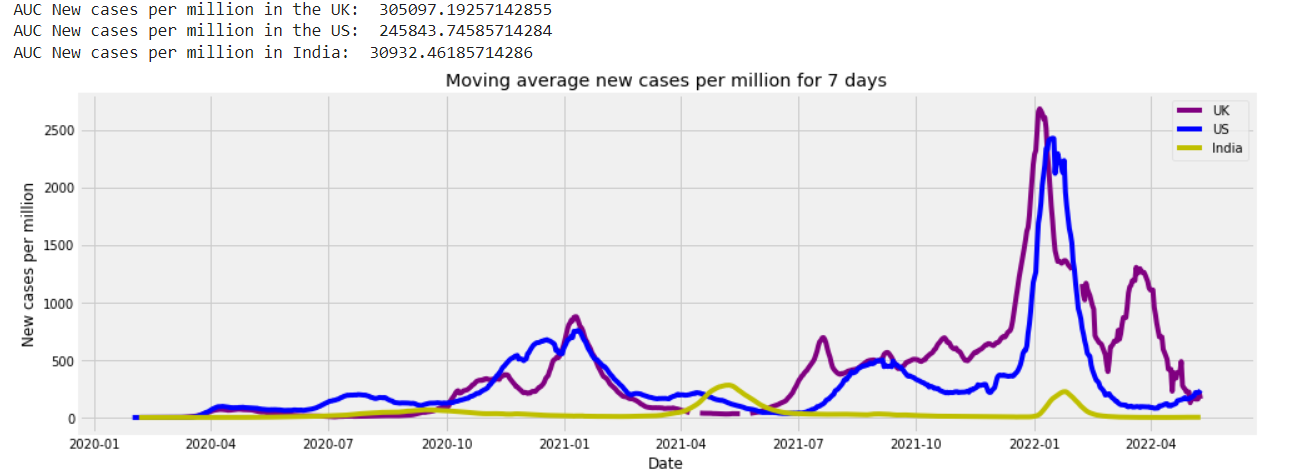 AUC New cases per million in the UK:  305097.19257142855
AUC New cases per million in the US:  245843.74585714284
AUC New cases per million in India:  30932.46185714286
Moving average new cases per million for 7 days
UK
US
India
2500
2000
1500
1000
500
0
New cases per million
2020-01 2020-04 2020-07 2020-10 2021-01 2021-04 2021-07 2021-10 2022-01 2022-04
Date